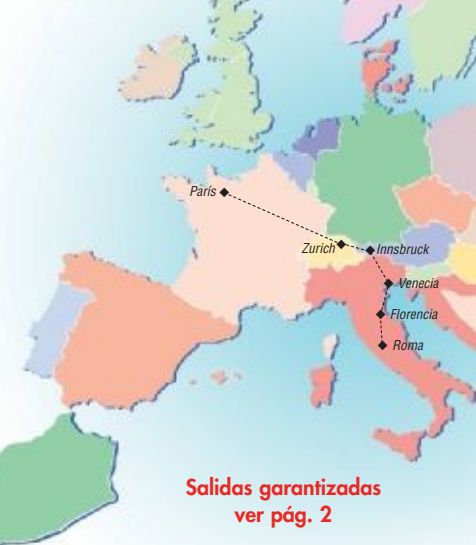 París
Zurich
Innsbruck
Venecia
Florencia
Roma
Salidas garantizadas
ver pág. 2